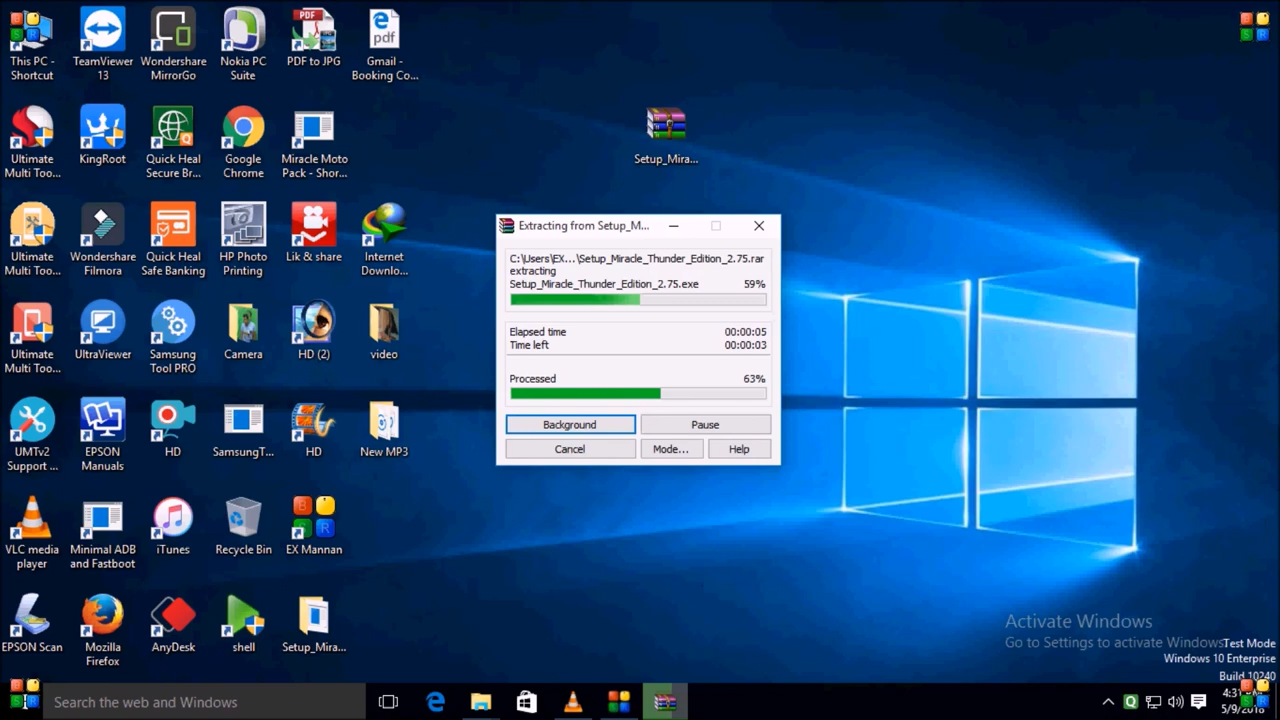 This PC -
Shortcut
TeamViewer
13
Wondershare
MirrorGo
Nokia PC
Suite
PDF
PDF to JPG
pdf
Gmail -
Booking Co...
Ultimate
Multi Too...
KingRoot
Quick Heal
Secure Br...
Google
Chrome
Miracle Moto
Pack - Shor...
Setup_Mira...
Ultimate
Multi Too...
Wondershare
Filmora
Quick Heal
Safe Banking
HP Photo
Printing
Lik & share
Internet
Downlo...
Ultimate
Multi Too...
UltraViewer
Samsung
Tool PRO
Camera
HD (2)
video
UMTv2
Support ...
EPSON
Manuals
HD
SamsungT...
HD
New MP3
VLC media
player
Minimal ADB
and Fastboot
iTunes
Recycle Bin
EX Mannan
EPSON Scan
Mozilla
Firefox
AnyDesk
shell
Setup_Mira...
Extracting from Setup_M...
C:\Users\EX...\Setup_Miracle_Thunder_Edition_2.75.rar
extracting
Setup_Miracle_Thunder_Edition_2.75.exe 59%
Elapsed time 00:00:05
Time left 00:00:03
Processed 63%
Background Pause
Cancel Mode... Help
Activate Windows
Go to Settings to activate Windows
Test Mode
Windows 10 Enterprise
Build 10240
Search the web and Windows
5/9/2018